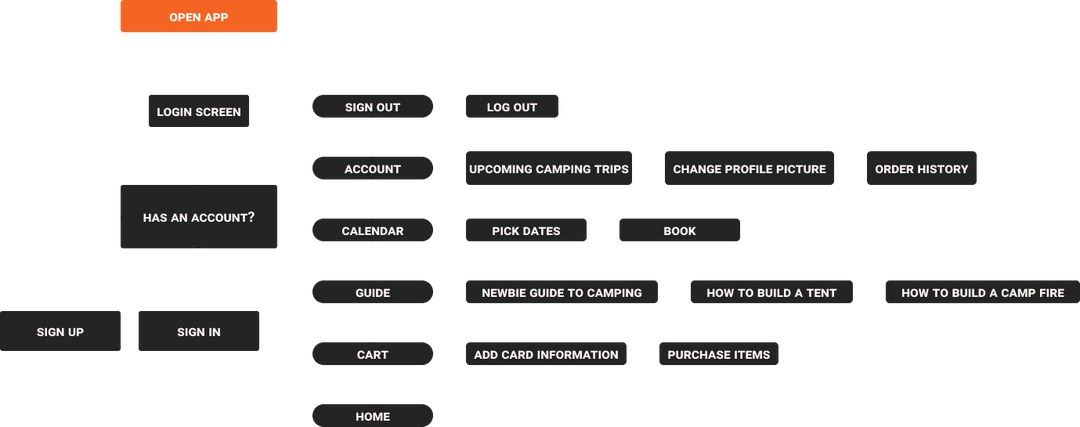 OPEN APP
LOGIN SCREEN
HAS AN ACCOUNT?
SIGN UP
SIGN IN
SIGN OUT
LOG OUT
ACCOUNT
UPCOMING CAMPING TRIPS
CHANGE PROFILE PICTURE
ORDER HISTORY
CALENDAR
PICK DATES
BOOK
GUIDE
NEWBIE GUIDE TO CAMPING
HOW TO BUILD A TENT
HOW TO BUILD A CAMP FIRE
CART
ADD CARD INFORMATION
PURCHASE ITEMS
HOME